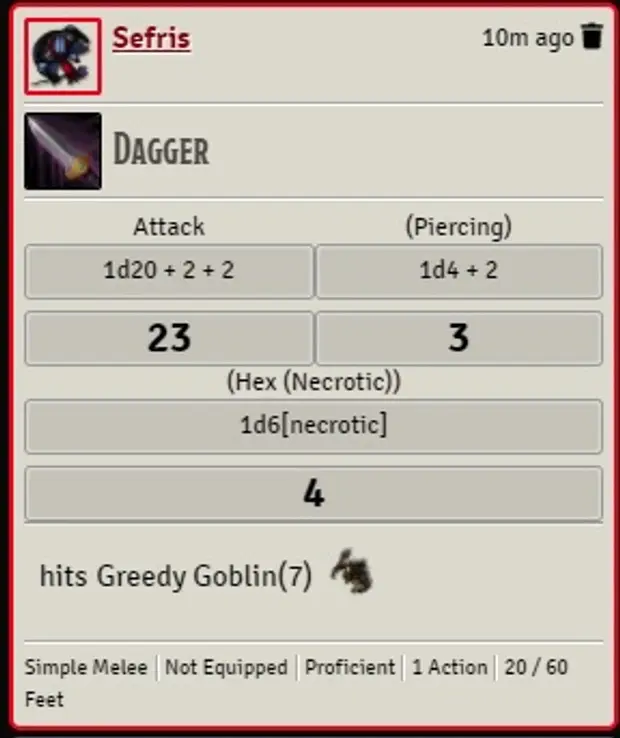 Sefris 10m ago
Dagger
Attack (Piercing)
1d20 + 2 + 2 1d4 + 2
23 3
(Hex (Necrotic))
1d6[necrotic]
4
hits Greedy Goblin(7)
Simple Melee Not Equipped Proficient 1 Action 20 / 60
Feet